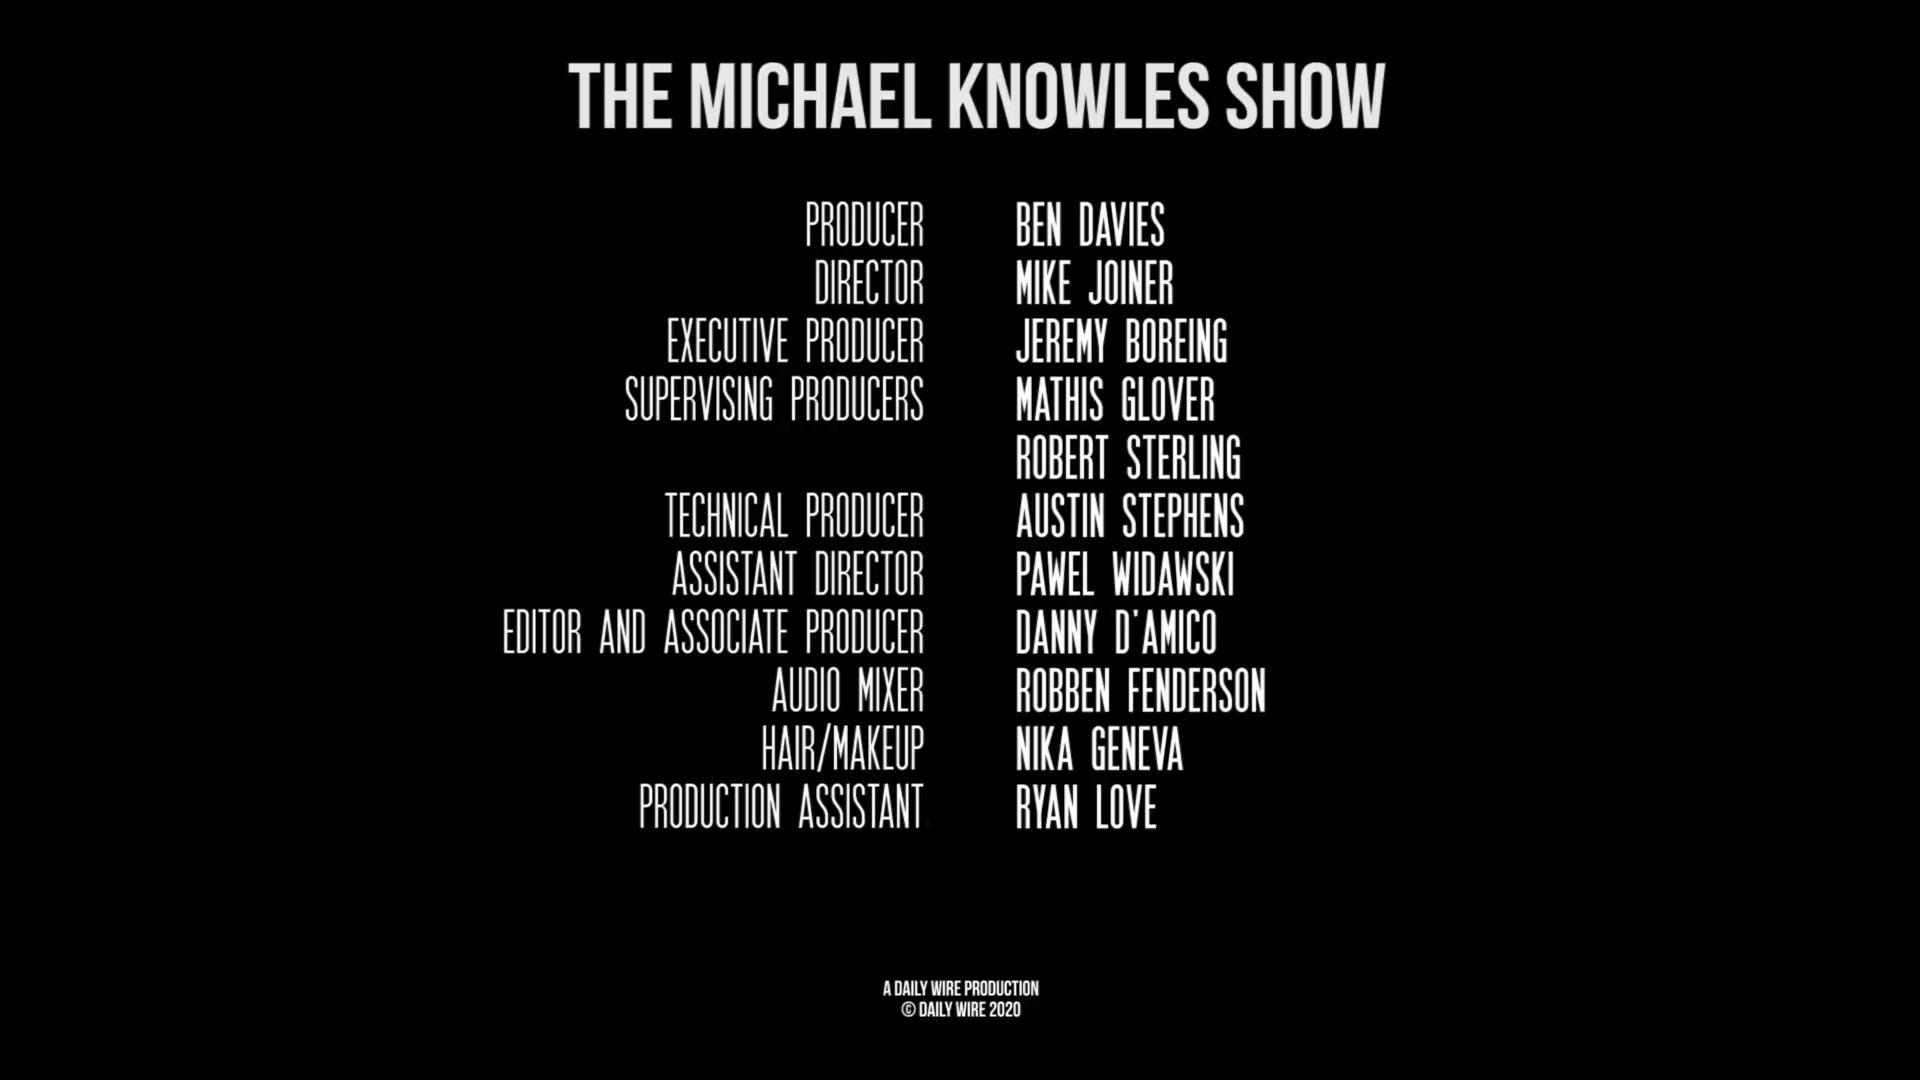 THE MICHAEL KNOWLES SHOW
PRODUCER BEN DAVIES
DIRECTOR MIKE JOINER
EXECUTIVE PRODUCER JEREMY BOREING
SUPERVISING PRODUCERS MATHIS GLOVER
ROBERT STERLING
TECHNICAL PRODUCER AUSTIN STEPHENS
ASSISTANT DIRECTOR PAWEL WIDAWSKI
EDITOR AND ASSOCIATE PRODUCER DANNY D'AMICO
AUDIO MIXER ROBBEN FENDERSON
HAIR/MAKEUP NIKA GENEVA
PRODUCTION ASSISTANT RYAN LOVE
A DAILY WIRE PRODUCTION
© DAILY WIRE 2020